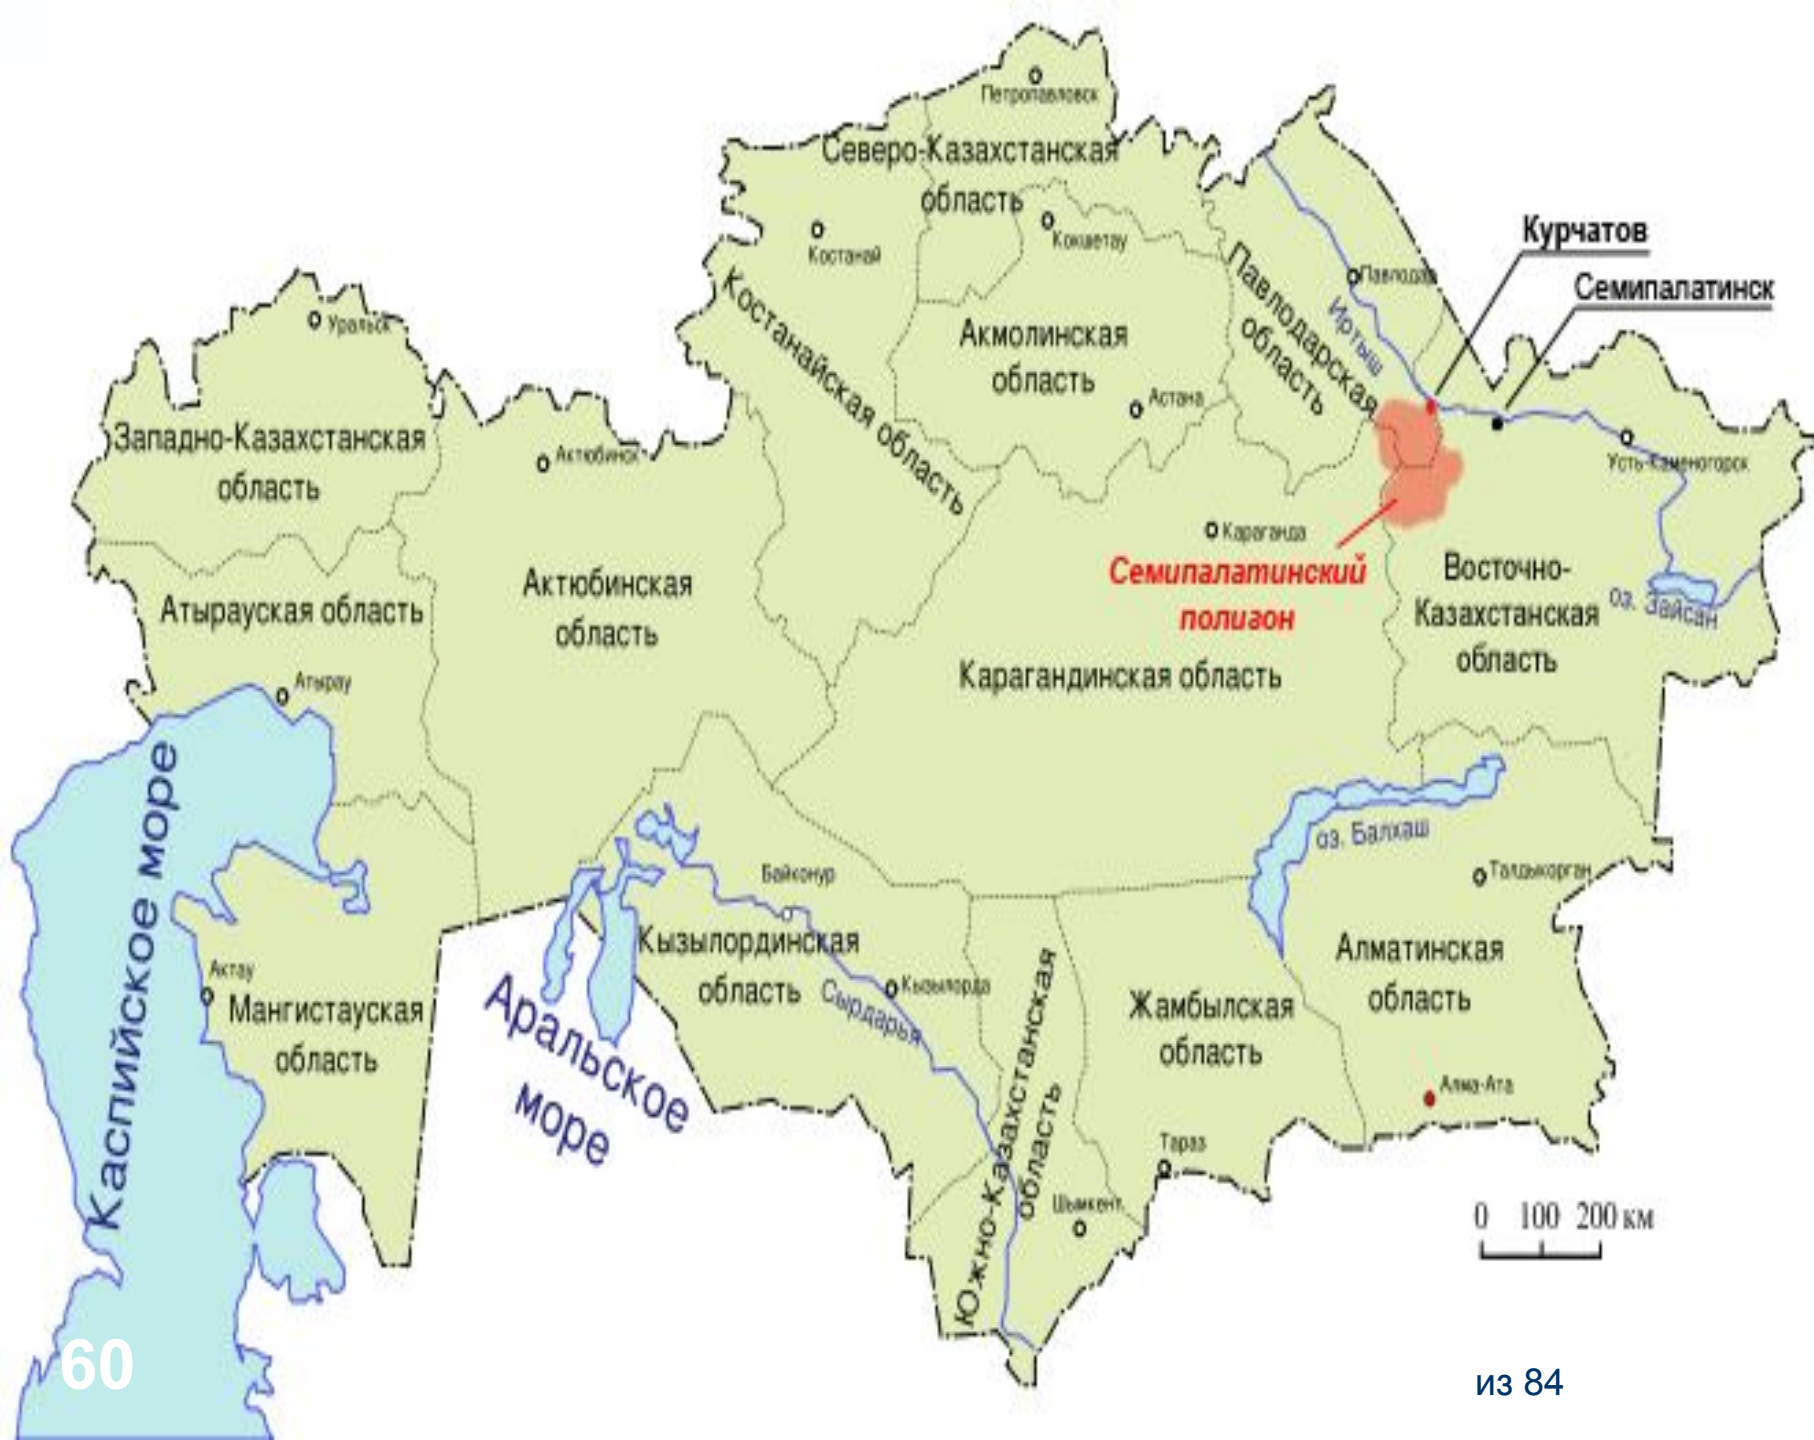 Петропавловск
Северо-Казахстанская
область
Кокшетау
Костанай
Костанайская область
Павлодарская
область
Павлодар
Иртыш
Курчатов
Семипалатинск
Уральск
Акмолинская
область
Астана
Западно-Казахстанская
область
Актюбинск
Усть-Каменогорск
Караганда
Семипалатинский
полигон
Восточно-
Казахстанская
область
оз. Зайсан
Актюбинская
область
Атырауская область
Атырау
Карагандинская область
Каспийское море
оз. Балхаш
Талдыкорган
Байконур
Кызылординская
область
Сырдарья
Кызылорда
Южно-Казахстанская
область
Жамбылская
область
Алматинская
область
Актау
Мангистауская
область
Аральское
море
Алма-Ата
Тараз
Шымкент
0 100 200 км
60
из 84